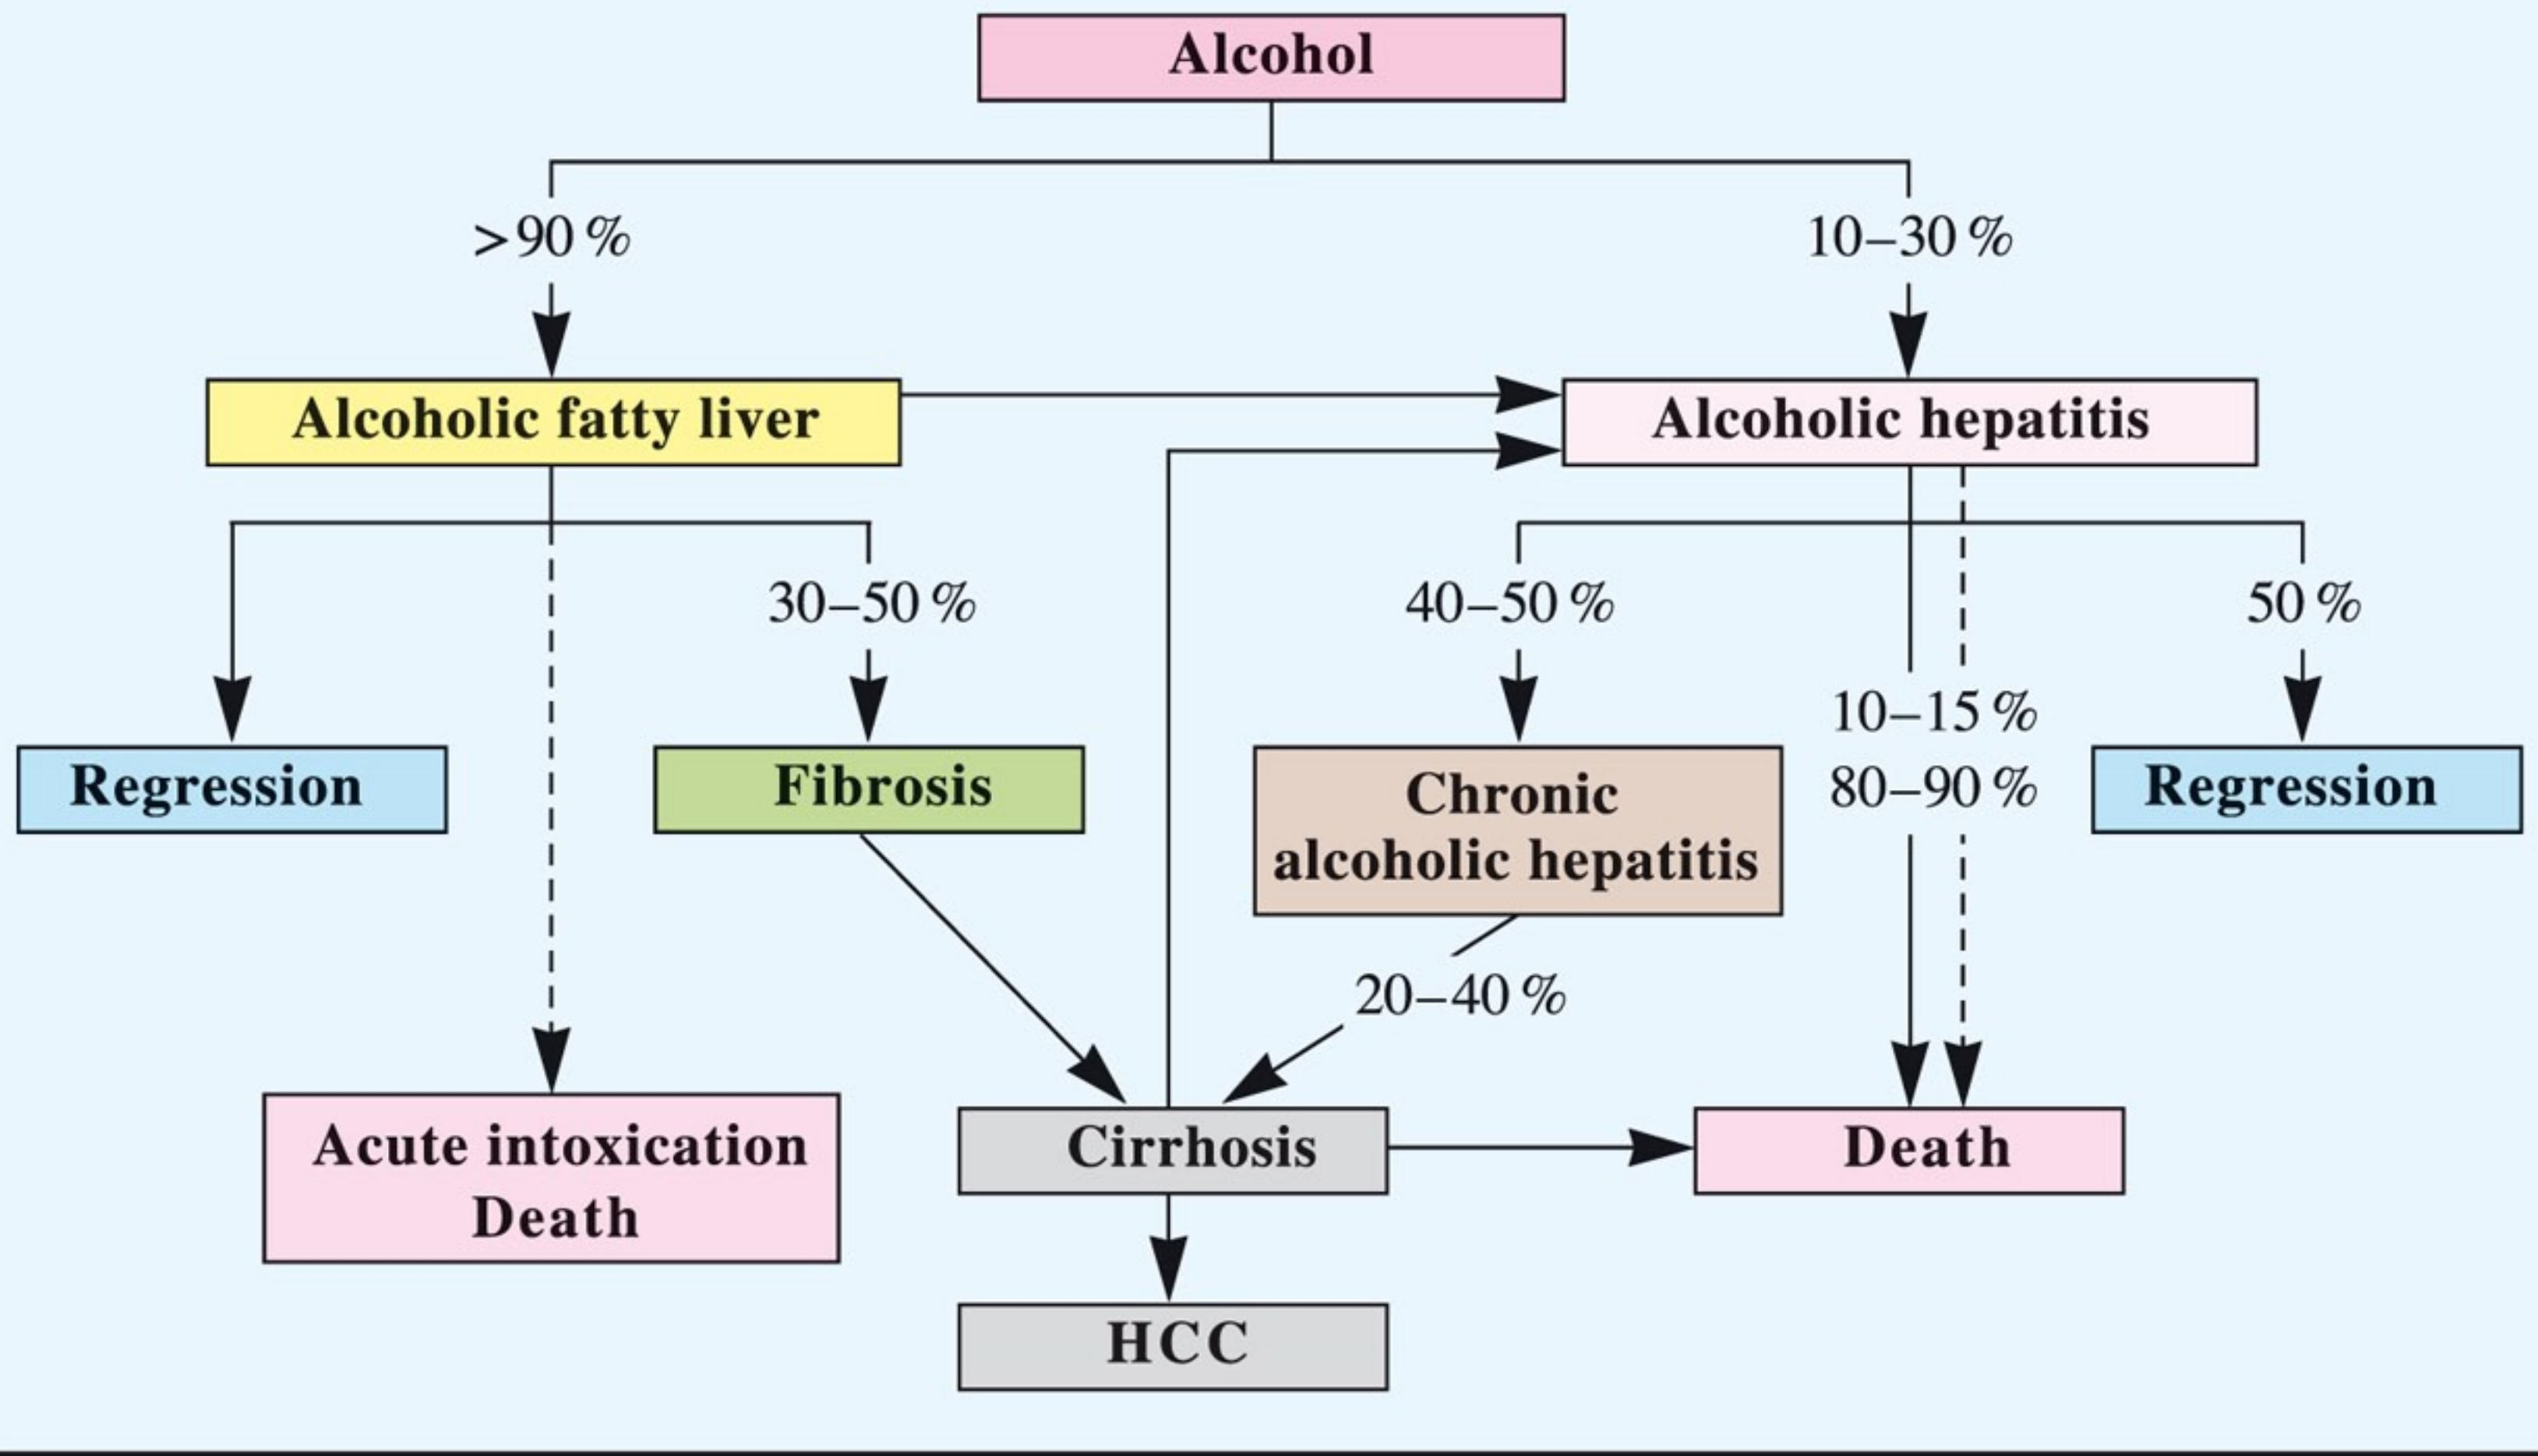 Alcohol
>90 %
10–30 %
Alcoholic fatty liver
Alcoholic hepatitis
30–50 %
40–50 %
50 %
10–15 %
80–90 %
Regression
Fibrosis
Chronic
alcoholic hepatitis
Regression
20–40 %
Acute intoxication
Death
Cirrhosis
Death
HCC